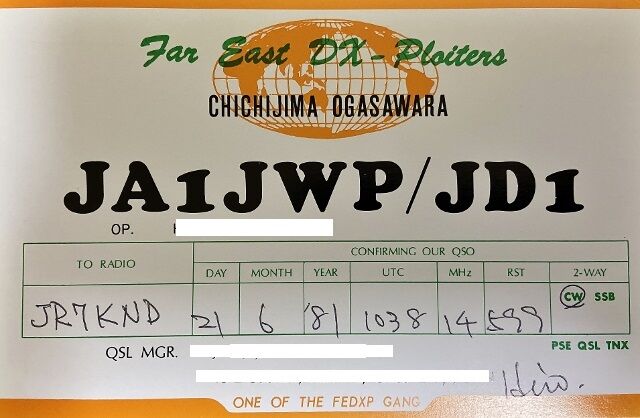 Far East DX-Ploiters
CHICHIJIMA OGASAWARA
JA1JWP/JD1
OP.
TO RADIO
CONFIRMING OUR QSO
DAY MONTH YEAR UTC MHz RST 2-WAY
JR7KND 21 6 '81 1038 14 599 CW SSB
QSL MGR.
PSE QSL TNX
Hiro.
ONE OF THE FEDXP GANG